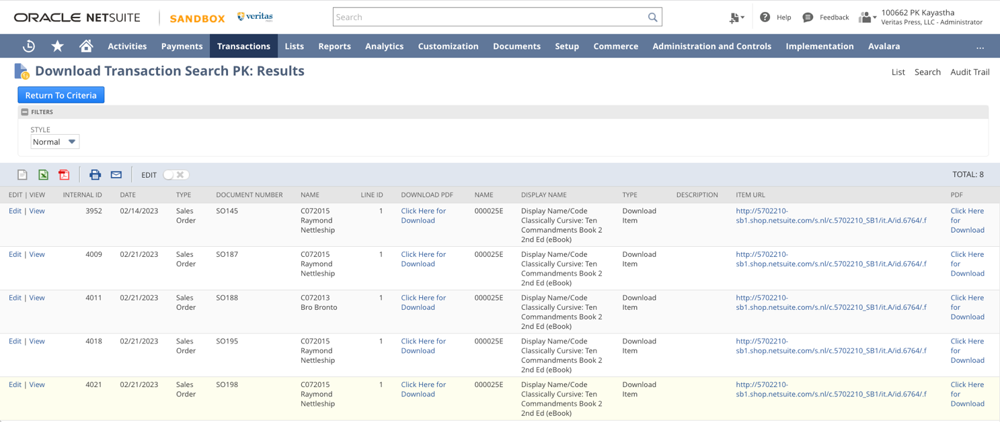 ORACLE NETSUITE
SANDBOX
veritas
Search
Help
Feedback
100662 PK Kayastha
Veritas Press, LLC - Administrator
Activities Payments Transactions Lists Reports Analytics Customization Documents Setup Commerce Administration and Controls Implementation Avalara ...
Download Transaction Search PK: Results
List Search Audit Trail
Return To Criteria
FILTERS
STYLE
Normal
EDIT
TOTAL: 8
EDIT | VIEW INTERNAL ID DATE TYPE DOCUMENT NUMBER NAME LINE ID DOWNLOAD PDF NAME DISPLAY NAME TYPE DESCRIPTION ITEM URL PDF
Edit | View 3952 02/14/2023 Sales SO145 C072015 1 Click Here for 000025E Display Name/Code Download http://5702210- Click Here
Order Raymond Download Classically Cursive: Ten Item sb1.shop.netsuite.com/s.nl/c.5702210_SB1/it.A/id.6764/.f for
Nettleship Commandments Book 2 Download
2nd Ed (eBook)
Edit | View 4009 02/21/2023 Sales SO187 C072015 1 Click Here for 000025E Display Name/Code Download http://5702210- Click Here
Order Raymond Download Classically Cursive: Ten Item sb1.shop.netsuite.com/s.nl/c.5702210_SB1/it.A/id.6764/.f for
Nettleship Commandments Book 2 Download
2nd Ed (eBook)
Edit | View 4011 02/21/2023 Sales SO188 C072013 1 Click Here for 000025E Display Name/Code Download http://5702210- Click Here
Order Bro Bronto Download Classically Cursive: Ten Item sb1.shop.netsuite.com/s.nl/c.5702210_SB1/it.A/id.6764/.f for
Commandments Book 2 Download
2nd Ed (eBook)
Edit | View 4018 02/21/2023 Sales SO195 C072015 1 Click Here for 000025E Display Name/Code Download http://5702210- Click Here
Order Raymond Download Classically Cursive: Ten Item sb1.shop.netsuite.com/s.nl/c.5702210_SB1/it.A/id.6764/.f for
Nettleship Commandments Book 2 Download
2nd Ed (eBook)
Edit | View 4021 02/21/2023 Sales SO198 C072015 1 Click Here for 000025E Display Name/Code Download http://5702210- Click Here
Order Raymond Download Classically Cursive: Ten Item sb1.shop.netsuite.com/s.nl/c.5702210_SB1/it.A/id.6764/.f for
Nettleship Commandments Book 2 Download
2nd Ed (eBook)